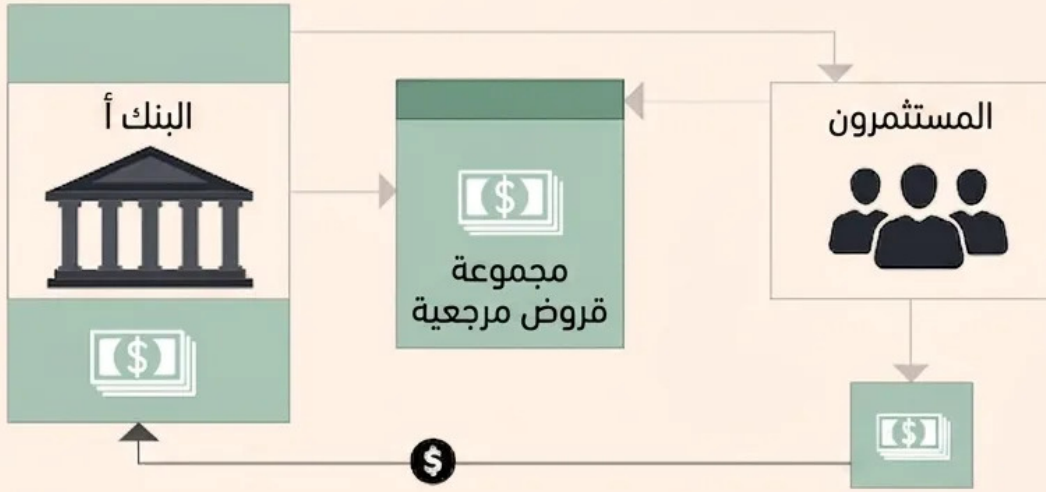 البنك أ
المستثمرون
$
مجموعة
قروض مرجعية
$
$
$